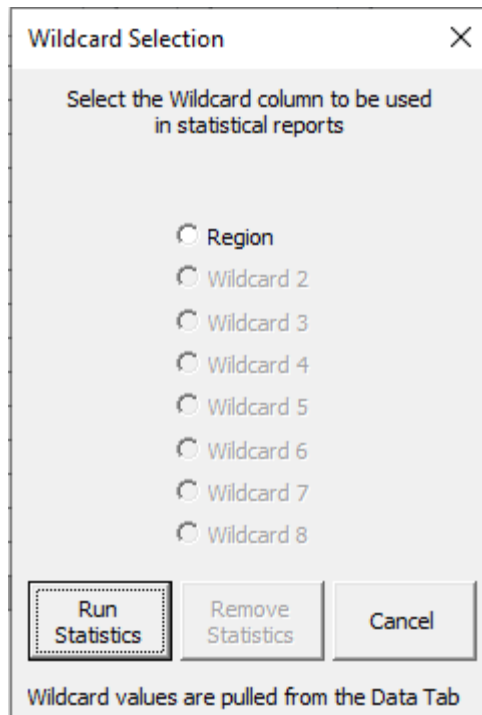 Wildcard Selection
Select the Wildcard column to be used
in statistical reports
Region
Wildcard 2
Wildcard 3
Wildcard 4
Wildcard 5
Wildcard 6
Wildcard 7
Wildcard 8
Run
Statistics
Remove
Statistics
Cancel
Wildcard values are pulled from the Data Tab